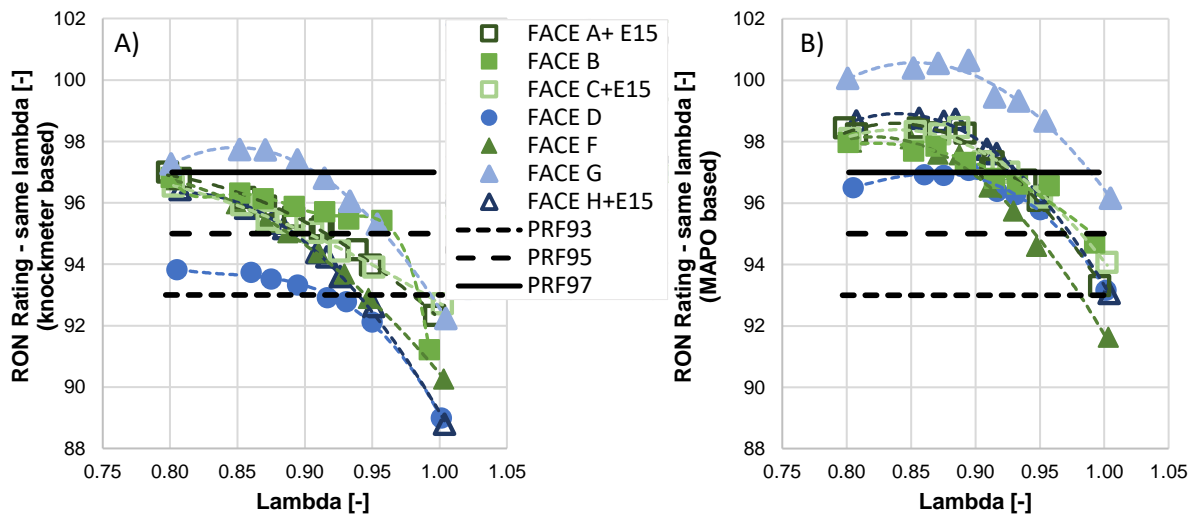 A)
RON Rating - same lambda [-]
(knockmeter based)
102
100
98
96
94
92
90
88
0.75 0.80 0.85 0.90 0.95 1.00 1.05
Lambda [-]
FACE A+ E15
FACE B
FACE C+E15
FACE D
FACE F
FACE G
FACE H+E15
PRF93
PRF95
PRF97
B)
RON Rating - same lambda [-]
(MAPO based)
102
100
98
96
94
92
90
88
0.75 0.80 0.85 0.90 0.95 1.00 1.05
Lambda [-]